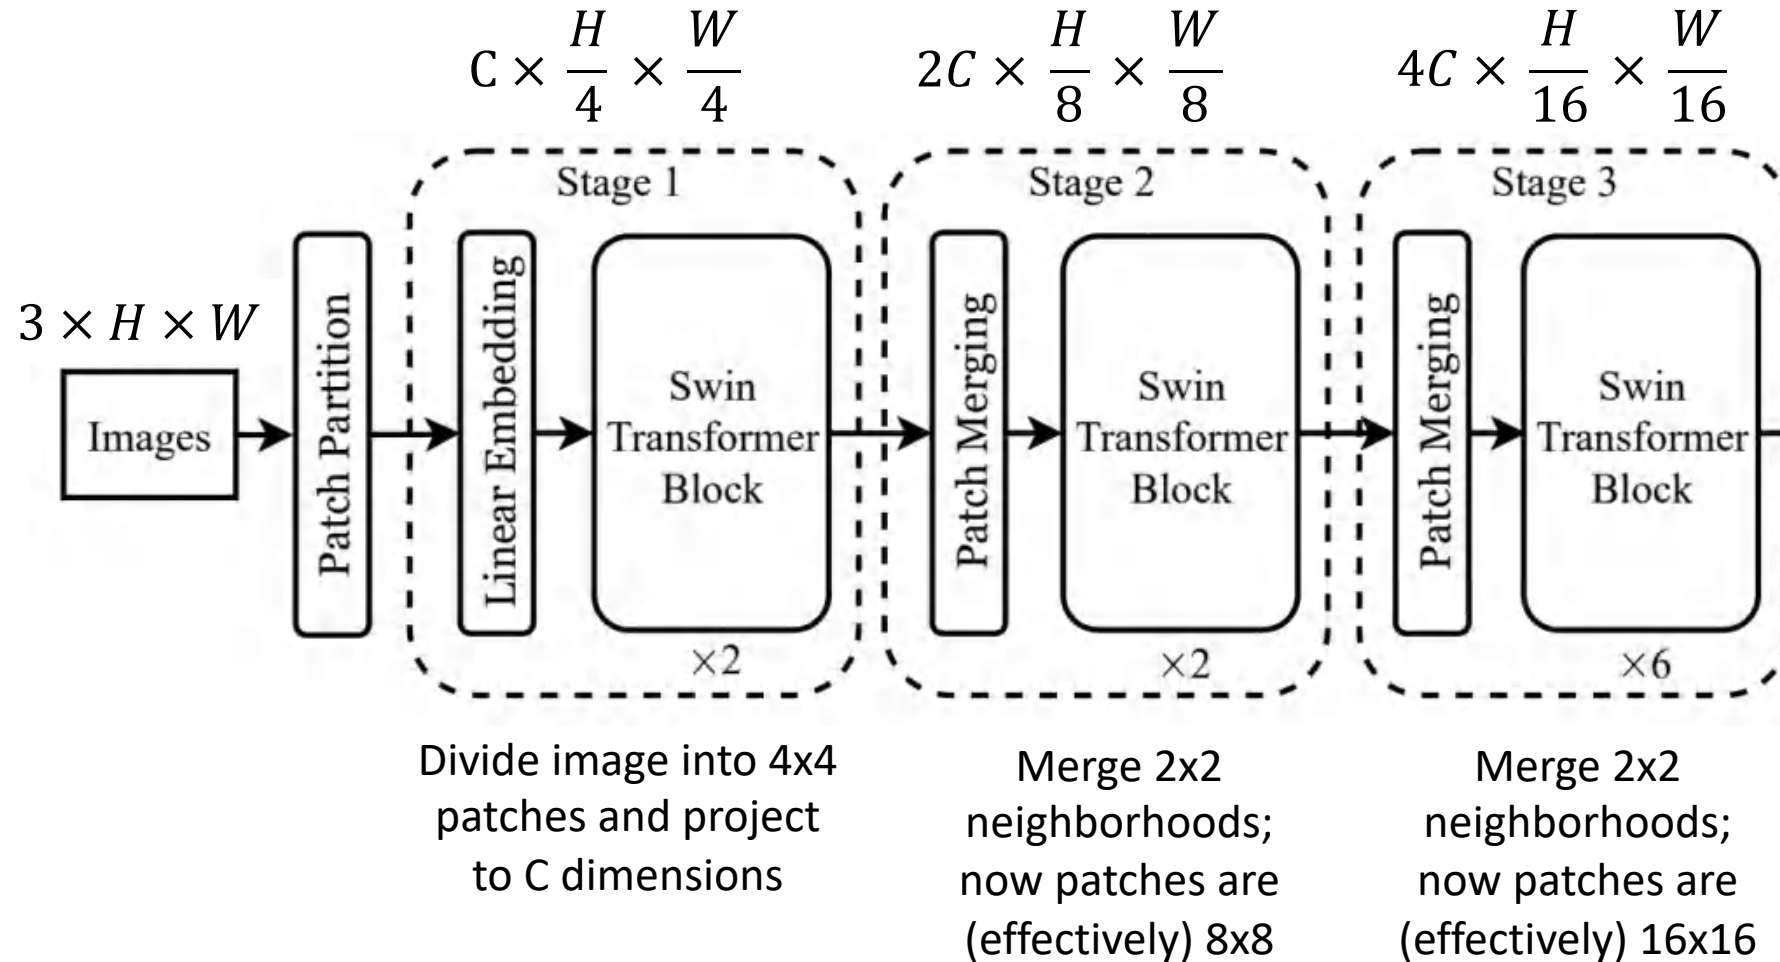 C × H/4 × W/4
2C × H/8 × W/8
4C × H/16 × W/16
Stage 1
Stage 2
Stage 3
3 × H × W
Images
Patch Partition
Linear Embedding
Swin
Transformer
Block
×2
Patch Merging
Swin
Transformer
Block
×2
Patch Merging
Swin
Transformer
Block
×6
Divide image into 4x4
patches and project
to C dimensions
Merge 2x2
neighborhoods;
now patches are
(effectively) 8x8
Merge 2x2
neighborhoods;
now patches are
(effectively) 16x16